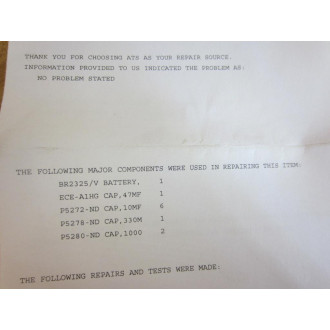 THANK YOU FOR CHOOSING ATS AS YOUR REPAIR SOURCE.
INFORMATION PROVIDED TO US INDICATED THE PROBLEM AS:
NO PROBLEM STATED
THE FOLLOWING MAJOR COMPONENTS WERE USED IN REPAIRING THIS ITEM.
BR2325/V BATTERY, 1
ECE-A1HG CAP,47MF 1
P5272-ND CAP,10MF 6
P5278-ND CAP,330M 1
P5280-ND CAP,1000 2
THE FOLLOWING REPAIRS AND TESTS WERE MADE: